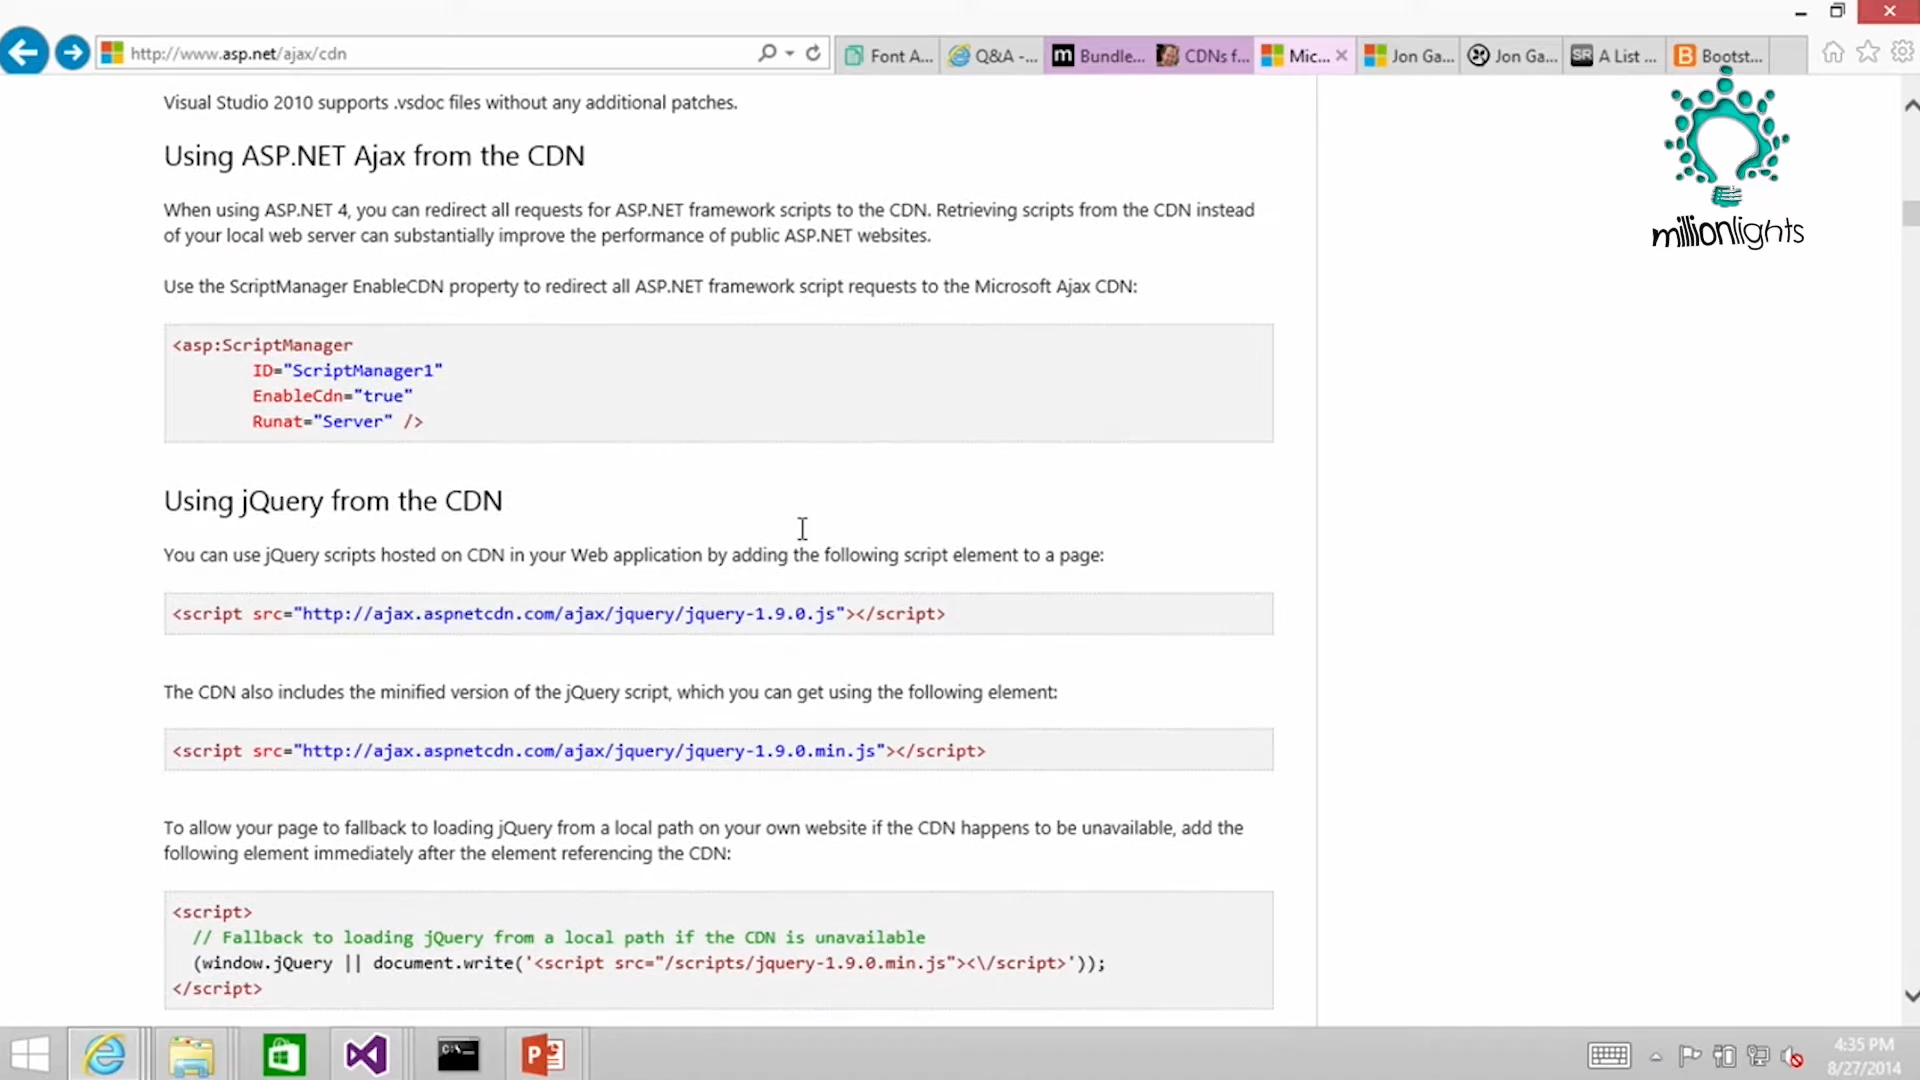 http://www.asp.net/ajax/cdn
Font A...
Q&A -...
Bundle...
CDNs f...
Mic...
Jon Ga...
Jon Ga...
SR
A List ...
B
Bootst...
m
millionlights
Visual Studio 2010 supports .vsdoc files without any additional patches.
Using ASP.NET Ajax from the CDN
When using ASP.NET 4, you can redirect all requests for ASP.NET framework scripts to the CDN. Retrieving scripts from the CDN instead
of your local web server can substantially improve the performance of public ASP.NET websites.
Use the ScriptManager EnableCDN property to redirect all ASP.NET framework script requests to the Microsoft Ajax CDN:
<asp:ScriptManager
ID="ScriptManager1"
EnableCdn="true"
Runat="Server" />
Using jQuery from the CDN
You can use jQuery scripts hosted on CDN in your Web application by adding the following script element to a page:
<script src="http://ajax.aspnetcdn.com/ajax/jquery/jquery-1.9.0.js"></script>
The CDN also includes the minified version of the jQuery script, which you can get using the following element:
<script src="http://ajax.aspnetcdn.com/ajax/jquery/jquery-1.9.0.min.js"></script>
To allow your page to fallback to loading jQuery from a local path on your own website if the CDN happens to be unavailable, add the
following element immediately after the element referencing the CDN:
<script>
// Fallback to loading jQuery from a local path if the CDN is unavailable
(window.jQuery || document.write('<script src="/scripts/jquery-1.9.0.min.js"><\/script>'));
</script>
C:\
P
4:35 PM
8/27/2014